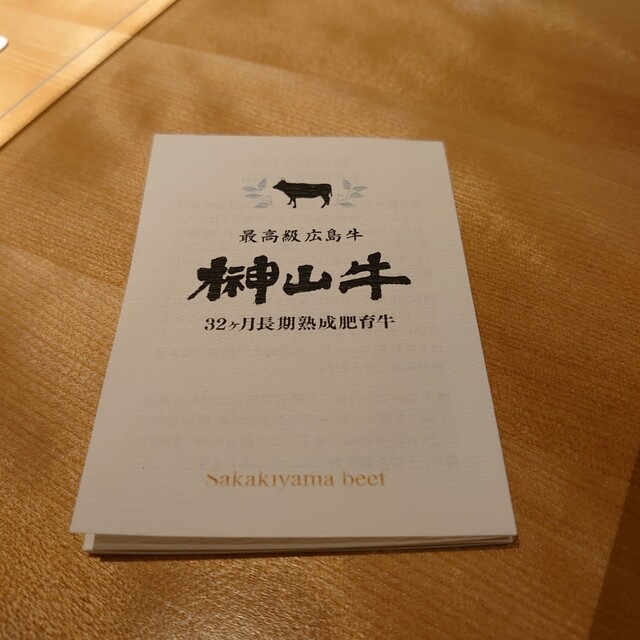 最高級広島牛
榊山牛
32ヶ月長期熟成肥育牛
Sakakiyama beef